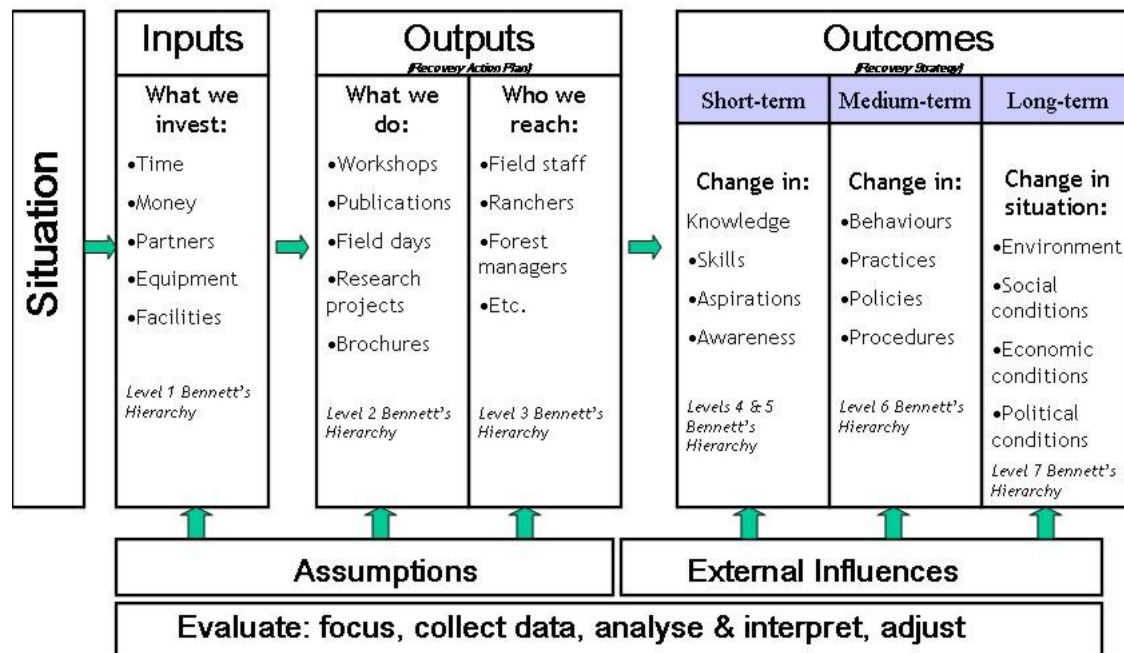 Situation
Inputs
What we
invest:
•Time
•Money
•Partners
•Equipment
•Facilities
Level 1 Bennett's
Hierarchy
Outputs
(Recovery Action Plan)
What we
do:
•Workshops
•Publications
•Field days
•Research
projects
•Brochures
Level 2 Bennett's
Hierarchy
Who we
reach:
•Field staff
•Ranchers
•Forest
managers
•Etc.
Level 3 Bennett's
Hierarchy
Outcomes
(Recovery Strategy)
Short-term
Change in:
Knowledge
•Skills
•Aspirations
•Awareness
Levels 4 & 5
Bennett's
Hierarchy
Medium-term
Change in:
•Behaviours
•Practices
•Policies
•Procedures
Level 6 Bennett's
Hierarchy
Long-term
Change in
situation:
•Environment
•Social
conditions
•Economic
conditions
•Political
conditions
Level 7 Bennett's
Hierarchy
Assumptions
External Influences
Evaluate: focus, collect data, analyse & interpret, adjust